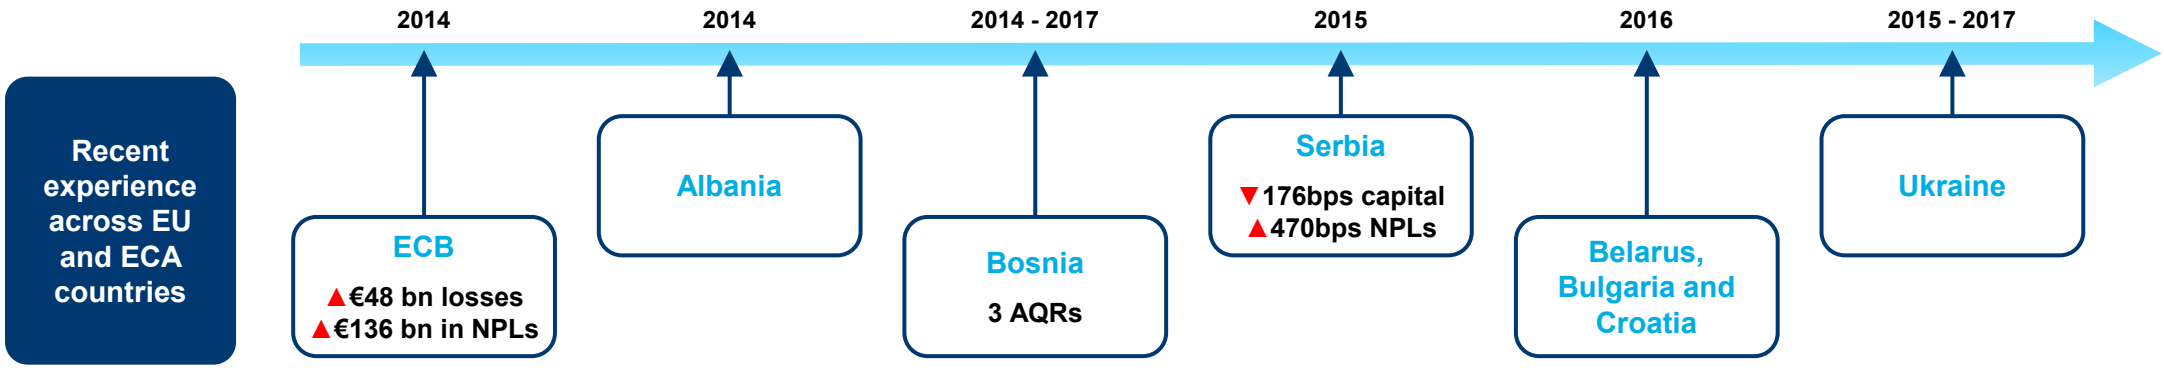 2014
2014
2014 - 2017
2015
2016
2015 - 2017
Recent
experience
across EU
and ECA
countries
ECB
▲€48 bn losses
▲€136 bn in NPLs
Albania
Bosnia
3 AQRs
Serbia
▼176bps capital
▲470bps NPLs
Belarus,
Bulgaria and
Croatia
Ukraine